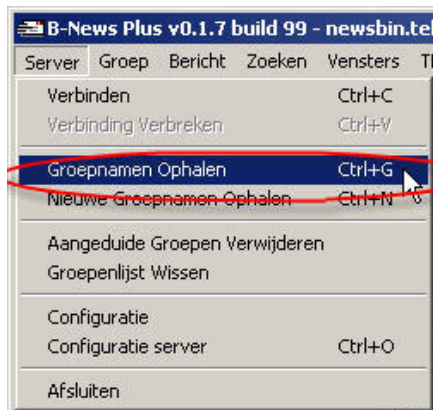 B-News Plus v0.1.7 build 99 - newsbin.tel
Server Groep Bericht Zoeken Vensters
Verbinden Ctrl+C
Verbinding Verbreken Ctrl+V
Groepnamen Ophalen Ctrl+G
Nieuwe Groepnamen Ophalen Ctrl+N
Aangeduide Groepen Verwijderen
Groepenlijst Wissen
Configuratie
Configuratie server Ctrl+O
Afsluiten